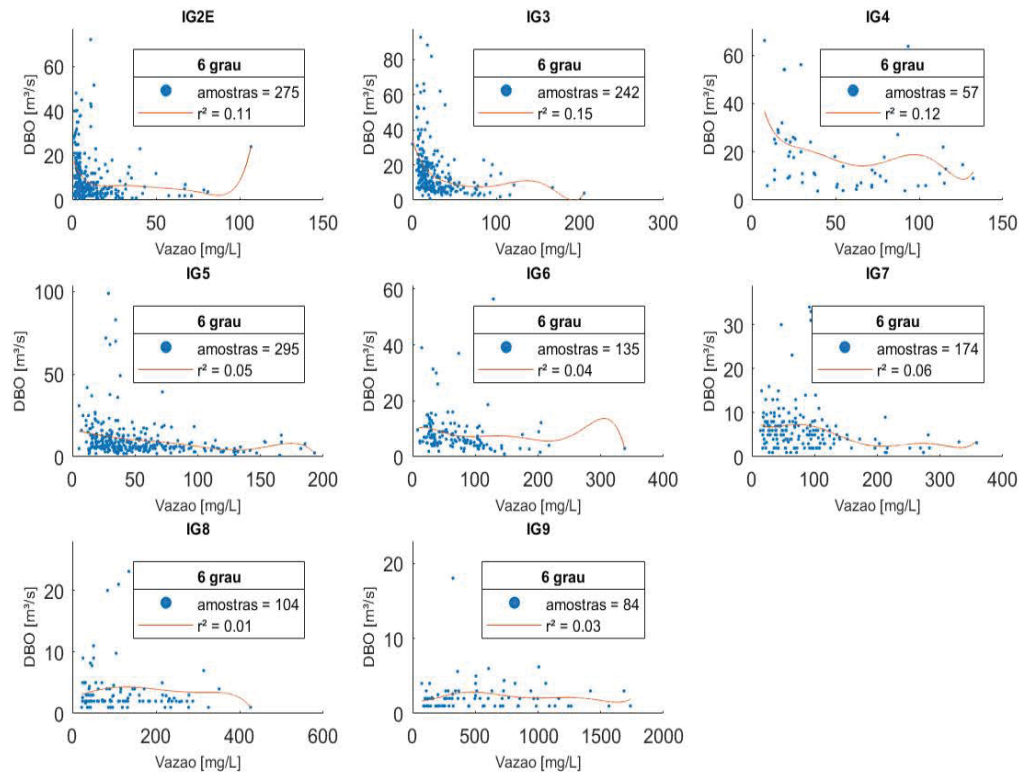 IG2E
DBO [m³/s]
60
40
20
0
6 grau
amostras = 275
r² = 0.11
0 50 100 150
Vazao [mg/L]
IG3
DBO [m³/s]
80
60
40
20
0
6 grau
amostras = 242
r² = 0.15
0 100 200 300
Vazao [mg/L]
IG4
DBO [m³/s]
60
40
20
0
6 grau
amostras = 57
r² = 0.12
0 50 100 150
Vazao [mg/L]
IG5
DBO [m³/s]
100
50
0
6 grau
amostras = 295
r² = 0.05
0 50 100 150 200
Vazao [mg/L]
IG6
DBO [m³/s]
60
40
20
0
6 grau
amostras = 135
r² = 0.04
0 100 200 300 400
Vazao [mg/L]
IG7
DBO [m³/s]
30
20
10
0
6 grau
amostras = 174
r² = 0.06
0 100 200 300 400
Vazao [mg/L]
IG8
DBO [m³/s]
20
10
0
6 grau
amostras = 104
r² = 0.01
0 200 400 600
Vazao [mg/L]
IG9
DBO [m³/s]
20
10
0
6 grau
amostras = 84
r² = 0.03
0 500 1000 1500 2000
Vazao [mg/L]